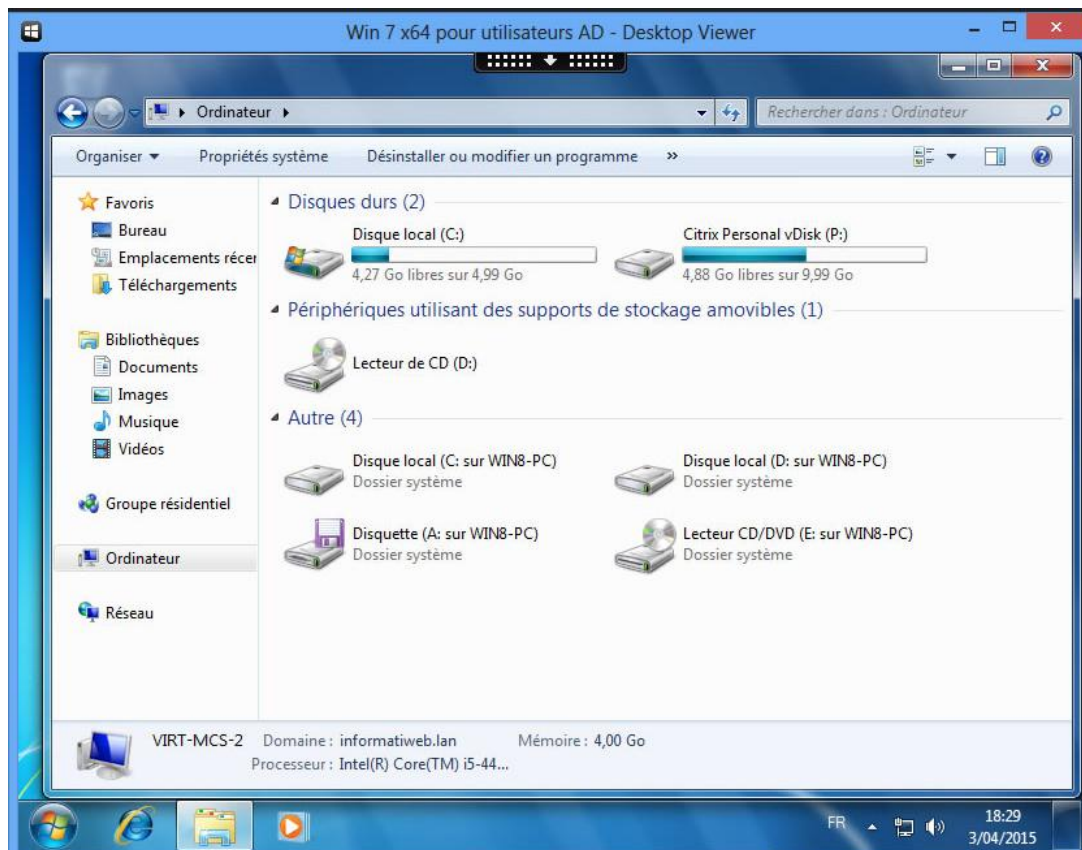 Win 7 x64 pour utilisateurs AD - Desktop Viewer
Ordinateur
Rechercher dans : Ordinateur
Organiser
Propriétés système
Désinstaller ou modifier un programme
»
Favoris
Bureau
Emplacements récer
Téléchargements
Bibliothèques
Documents
Images
Musique
Vidéos
Groupe résidentiel
Ordinateur
Réseau
Disques durs (2)
Disque local (C:)
4,27 Go libres sur 4,99 Go
Citrix Personal vDisk (P:)
4,88 Go libres sur 9,99 Go
Périphériques utilisant des supports de stockage amovibles (1)
Lecteur de CD (D:)
Autre (4)
Disque local (C: sur WIN8-PC)
Dossier système
Disque local (D: sur WIN8-PC)
Dossier système
Disquette (A: sur WIN8-PC)
Dossier système
Lecteur CD/DVD (E: sur WIN8-PC)
Dossier système
VIRT-MCS-2 Domaine : informatiweb.lan Mémoire : 4,00 Go
Processeur : Intel(R) Core(TM) i5-44...
FR
18:29
3/04/2015